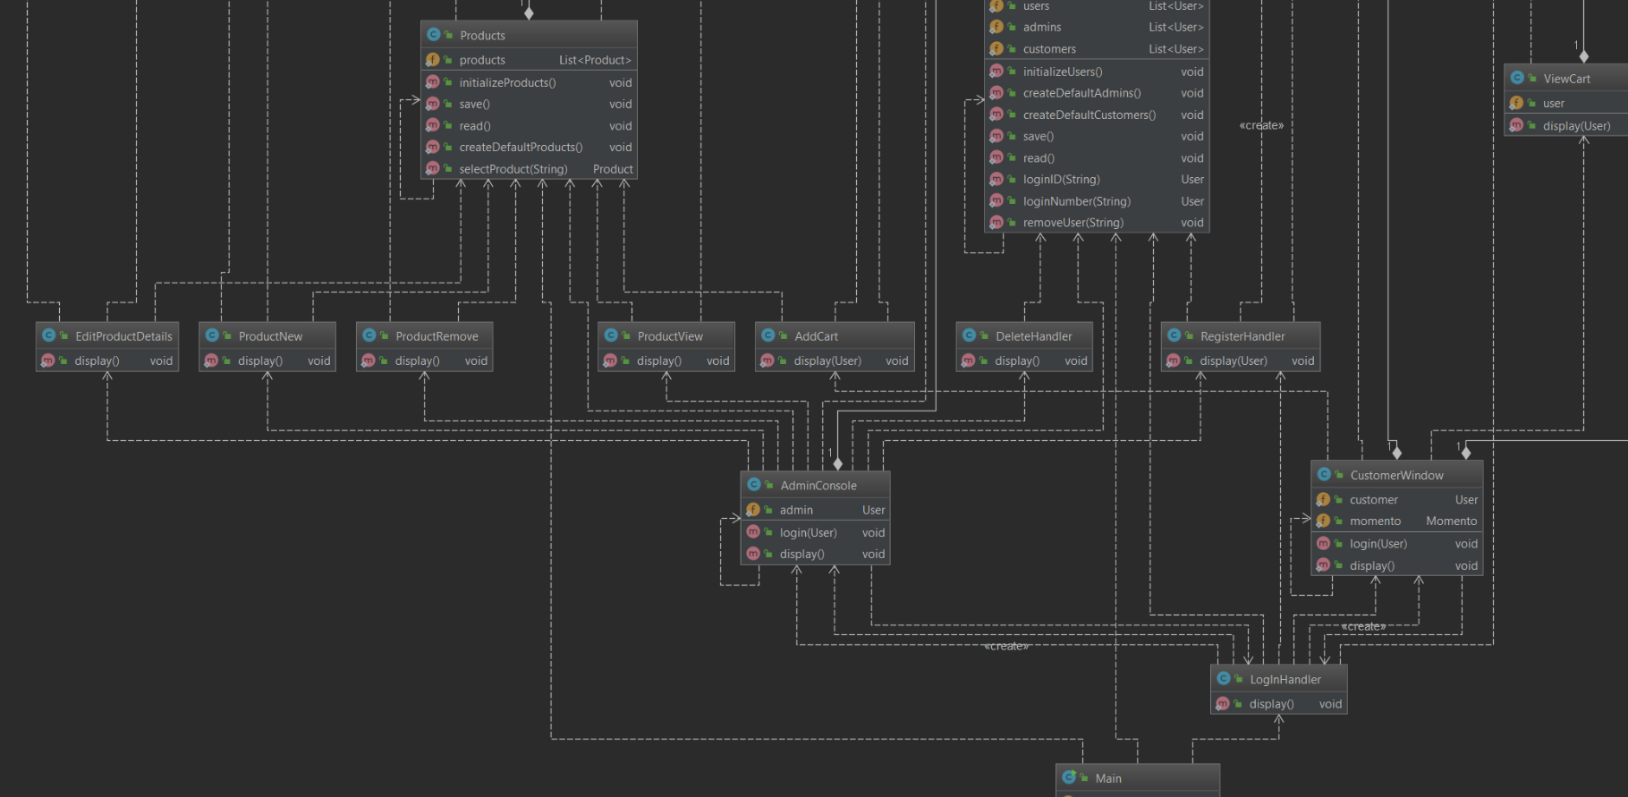 1
Products
products List<Product>
initializeProducts() void
save() void
read() void
createDefaultProducts() void
selectProduct(String) Product
users List<User>
admins List<User>
customers List<User>
initializeUsers() void
createDefaultAdmins() void
createDefaultCustomers() void
save() void
read() void
loginID(String) User
loginNumber(String) User
removeUser(String) void
«create»
1
ViewCart
user
display(User)
EditProductDetails
display() void
ProductNew
display() void
ProductRemove
display() void
ProductView
display() void
AddCart
display(User) void
DeleteHandler
display() void
RegisterHandler
display(User) void
1
AdminConsole
admin User
login(User) void
display() void
1
1
CustomerWindow
customer User
momento Momento
login(User) void
display() void
«create»
«create»
LogInHandler
display() void
Main